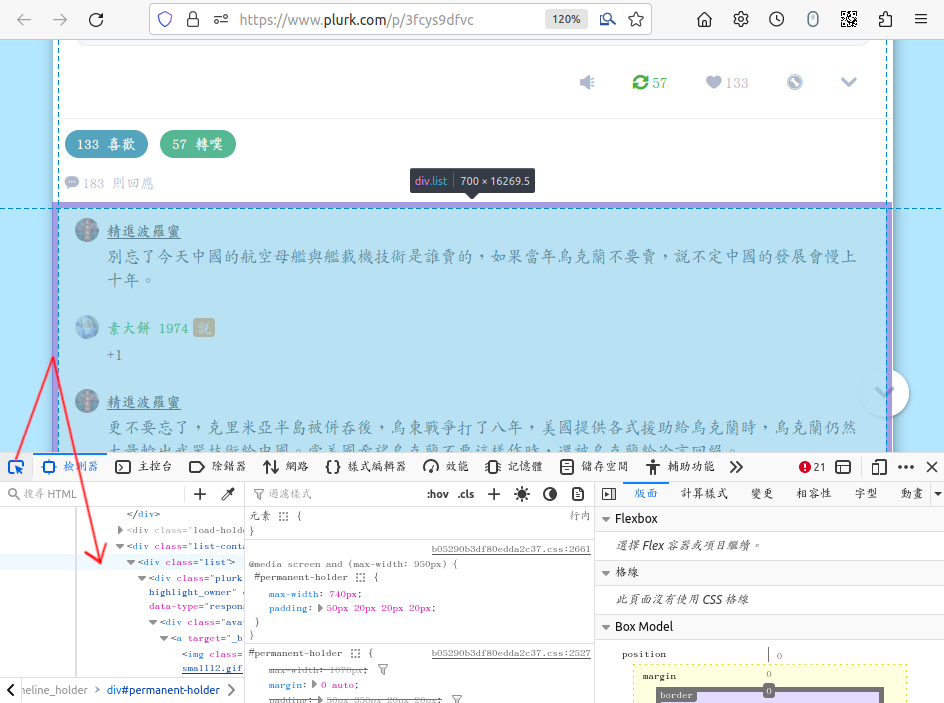 https://www.plurk.com/p/3fcys9dfvc
120%
57
133
133 喜歡
57 轉噗
183 則回應
div.list
700 × 16269.5
精進波羅蜜
別忘了今天中國的航空母艦與艦載機技術是誰賣的，如果當年烏克蘭不要賣，說不定中國的發展會慢上
十年。
素大餅 1974 說
+1
精進波羅蜜
更不要忘了，克里米亞半島被併吞後，烏東戰爭打了八年，美國提供各式援助給烏克蘭時，烏克蘭仍然
檢測器
主控台
除錯器
網路
樣式編輯器
效能
記憶體
儲存空間
輔助功能
21
搜尋 HTML
過濾樣式
:hov .cls
版面
計算樣式
變更
相容性
字型
動畫
</div>
<div class="load-holde
<div class="list-conta
<div class="list">
<div class="plurk
highlight_owner"
data-type="respon
<div class="ava
<a target="_b
<img class=
small12.gif
元素 {
行内
}
b05290b3df80edda2c37.css:2661
@media screen and (max-width: 950px) {
#permanent-holder {
max-width: 740px;
padding: 50px 20px 20px 20px;
}
}
#permanent-holder {
b05290b3df80edda2c37.css:2527
max-width: 1070px;
margin: 0 auto;
padding: 50px 350px 20px 20px;
Flexbox
選擇 Flex 容器或項目繼續。
格線
此頁面沒有使用 CSS 格線
Box Model
position
0
margin
0
border
0
neline_holder
div#permanent-holder